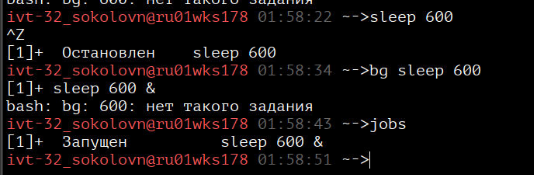 bash: bg: 600: нет такого задания
ivt-32_sokolovn@ru01wks178 01:58:22 ~->sleep 600
^Z
[1]+  Остановлен    sleep 600
ivt-32_sokolovn@ru01wks178 01:58:34 ~->bg sleep 600
[1]+ sleep 600 &
bash: bg: 600: нет такого задания
ivt-32_sokolovn@ru01wks178 01:58:43 ~->jobs
[1]+  Запущен          sleep 600 &
ivt-32_sokolovn@ru01wks178 01:58:51 ~->